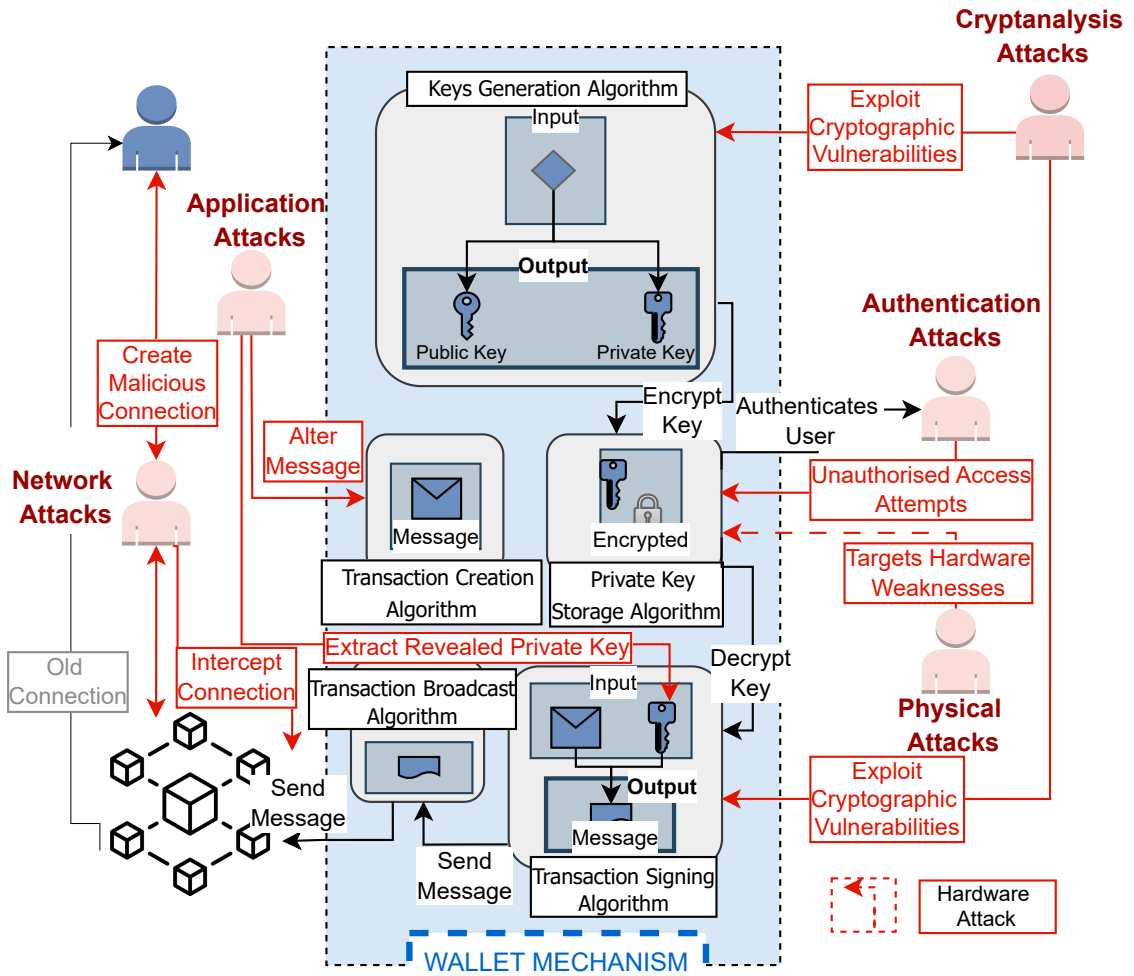 Cryptanalysis
Attacks
Keys Generation Algorithm
Input
Exploit
Cryptographic
Vulnerabilities
Application
Attacks
Output
Public Key
Private Key
Authentication
Attacks
Create
Malicious
Connection
Encrypt
Key
Authenticates
User
Alter
Message
Network
Attacks
Unauthorised Access
Attempts
Message
Encrypted
Targets Hardware
Weaknesses
Transaction Creation
Algorithm
Private Key
Storage Algorithm
Extract Revealed Private Key
Old
Connection
Intercept
Connection
Transaction Broadcast
Algorithm
Input
Decrypt
Key
Physical
Attacks
Output
Exploit
Cryptographic
Vulnerabilities
Send
Message
Message
Send
Message
Transaction Signing
Algorithm
Hardware
Attack
WALLET MECHANISM